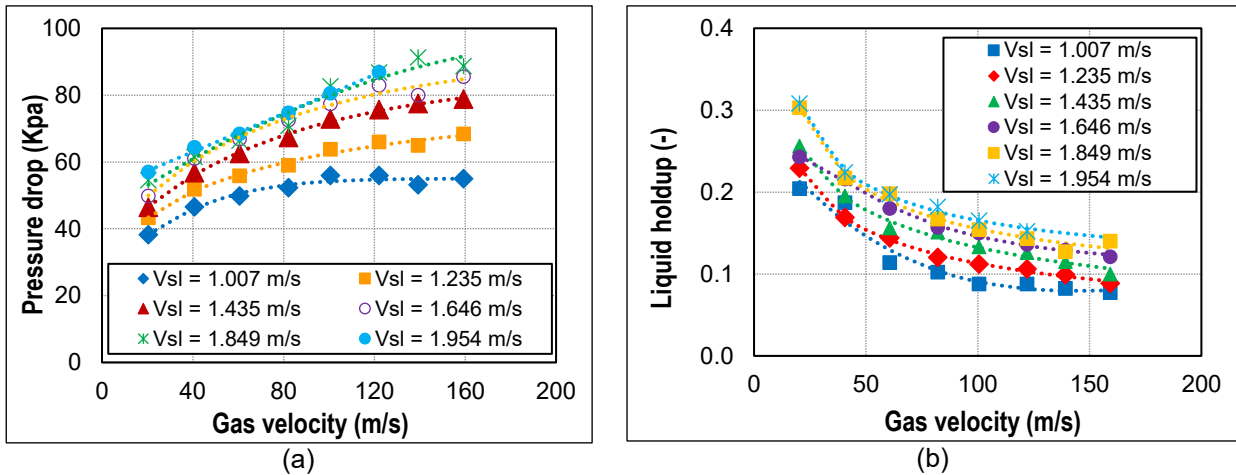 100
80
60
40
20
0
Pressure drop (Kpa)
Vsl = 1.007 m/s
Vsl = 1.235 m/s
Vsl = 1.435 m/s
Vsl = 1.646 m/s
Vsl = 1.849 m/s
Vsl = 1.954 m/s
0 40 80 120 160 200
Gas velocity (m/s)
(a)
0.4
0.3
0.2
0.1
0.0
Liquid holdup (-)
Vsl = 1.007 m/s
Vsl = 1.235 m/s
Vsl = 1.435 m/s
Vsl = 1.646 m/s
Vsl = 1.849 m/s
Vsl = 1.954 m/s
0 50 100 150 200
Gas velocity (m/s)
(b)